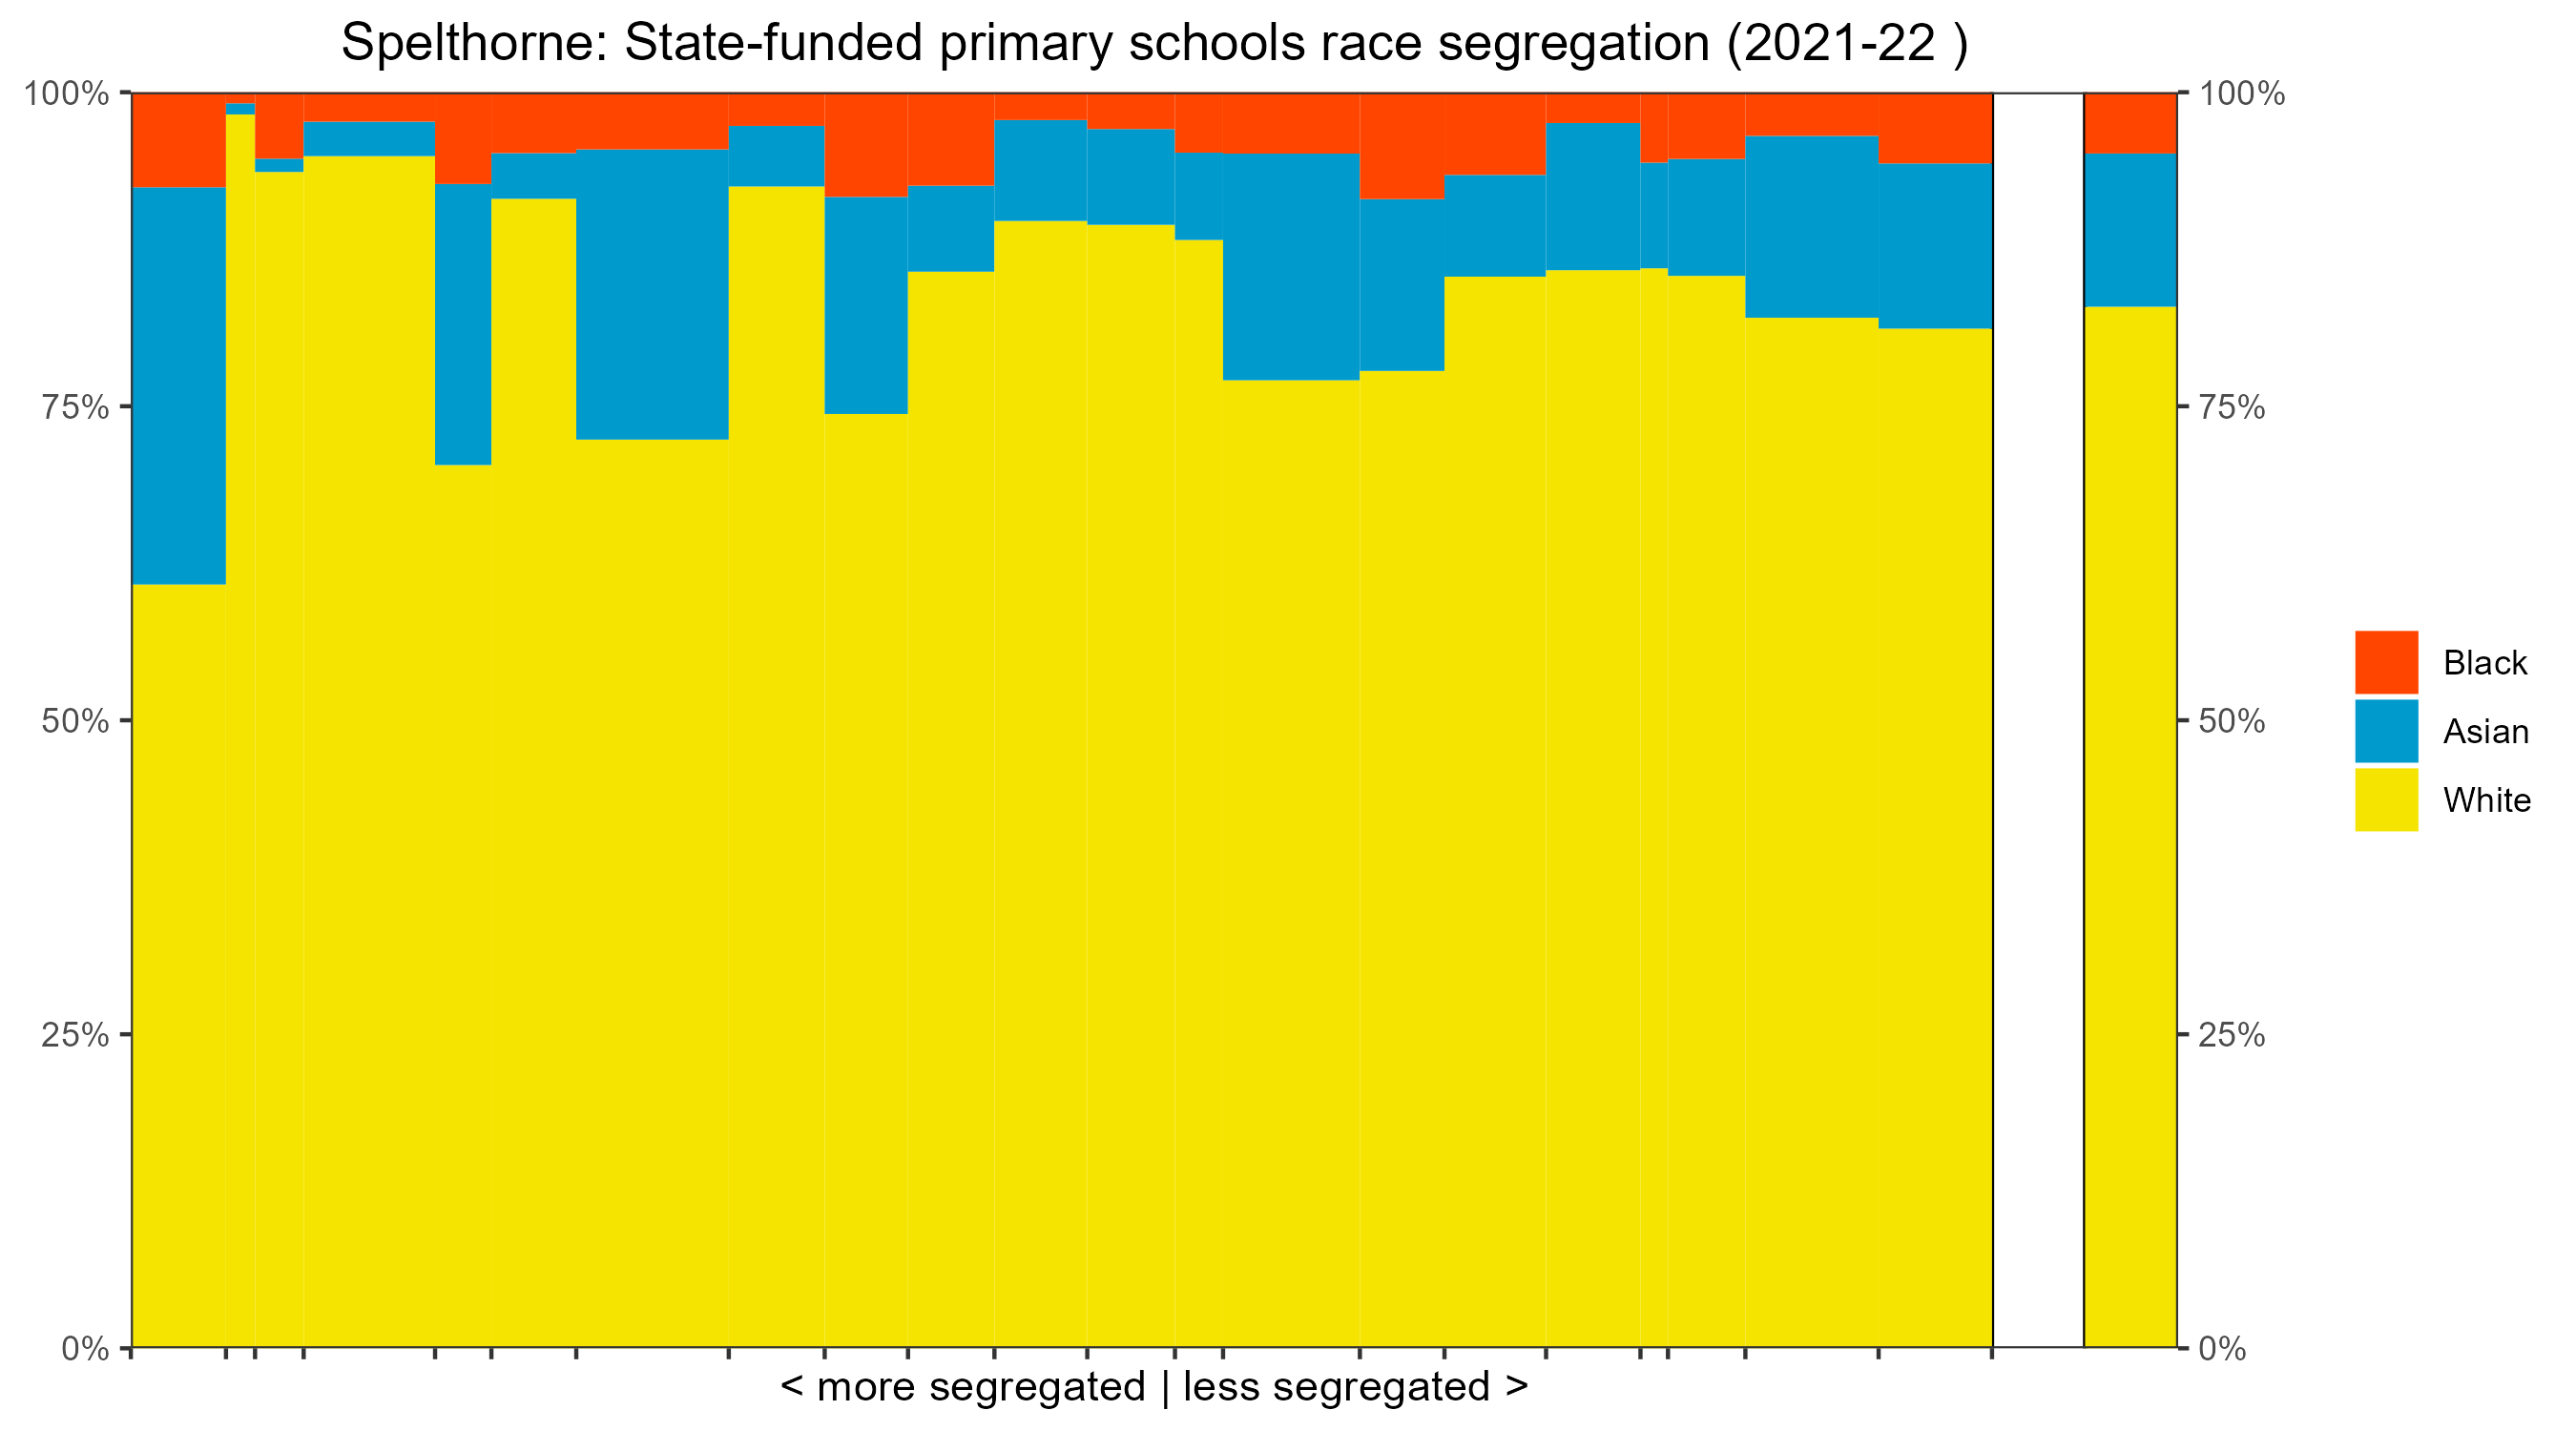 Spelthorne: State-funded primary schools race segregation (2021-22 )
100%
75%
50%
25%
0%
100%
75%
50%
25%
0%
Black
Asian
White
< more segregated | less segregated >